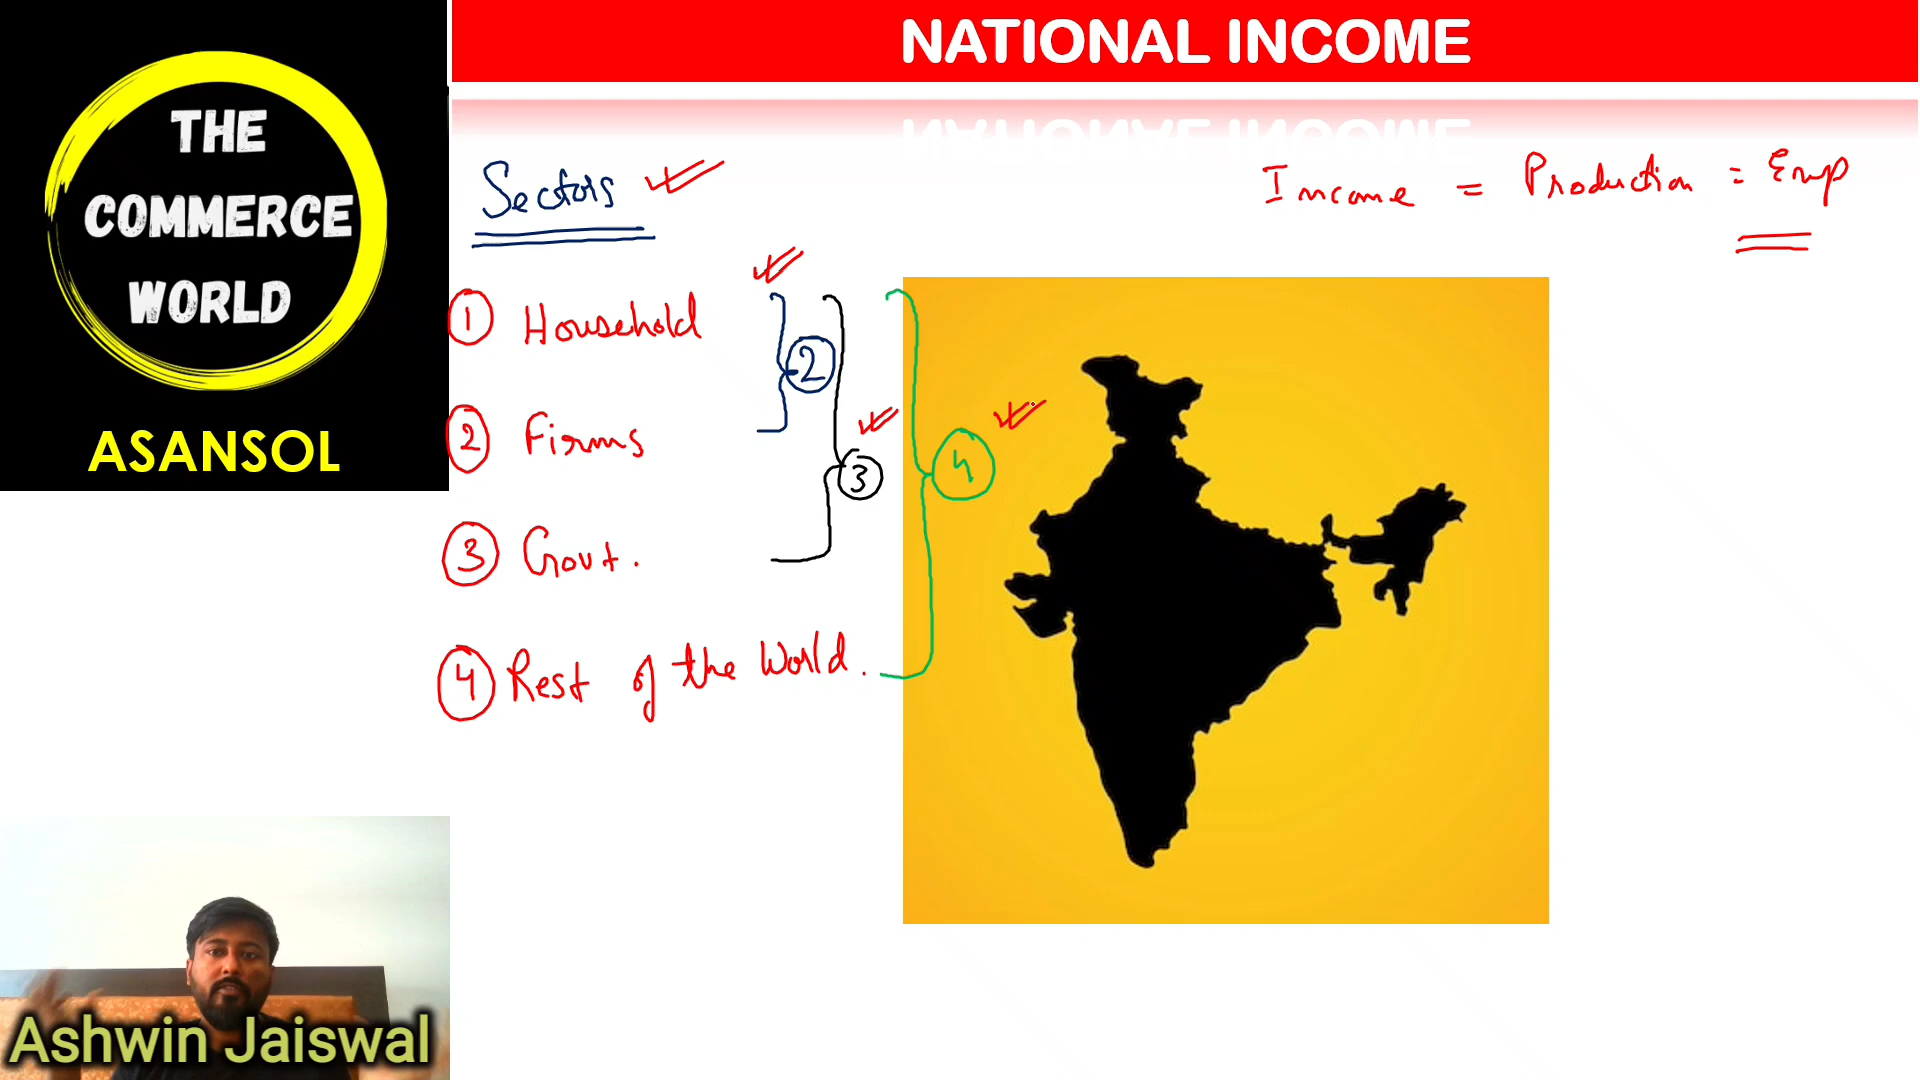 NATIONAL INCOME
THE
COMMERCE
WORLD
ASANSOL
Sectors
Income = Production = Emp
① Household
② Firms
③ Govt.
④ Rest of the World.
2
3
4
Ashwin Jaiswal